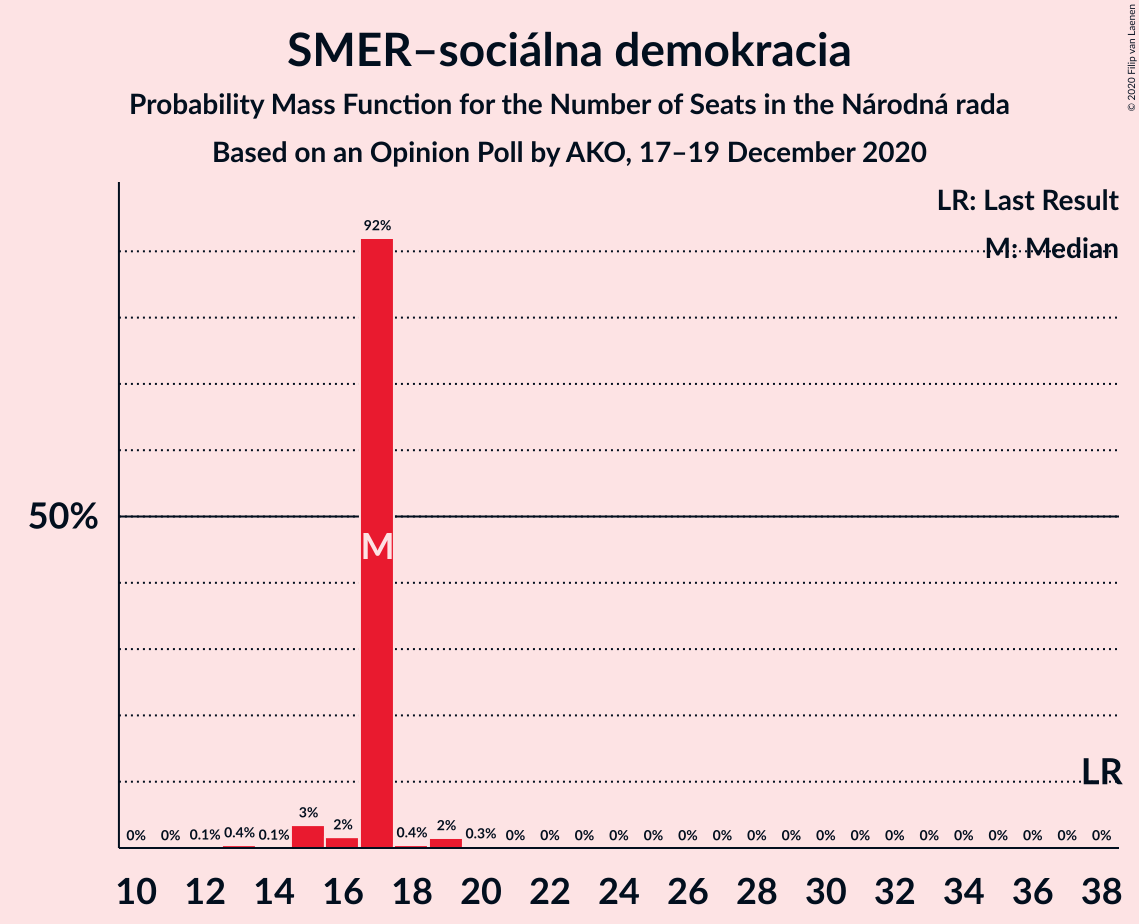 SMER–sociálna demokracia
Probability Mass Function for the Number of Seats in the Národná rada
Based on an Opinion Poll by AKO, 17–19 December 2020
© 2020 Filip van Laenen
LR: Last Result
M: Median
92%
50%
M
LR
0% 0% 0.1% 0.4% 0.1% 3% 2% 0.4% 2% 0.3% 0% 0% 0% 0% 0% 0% 0% 0% 0% 0% 0% 0% 0% 0% 0% 0% 0% 0%
10 12 14 16 18 20 22 24 26 28 30 32 34 36 38